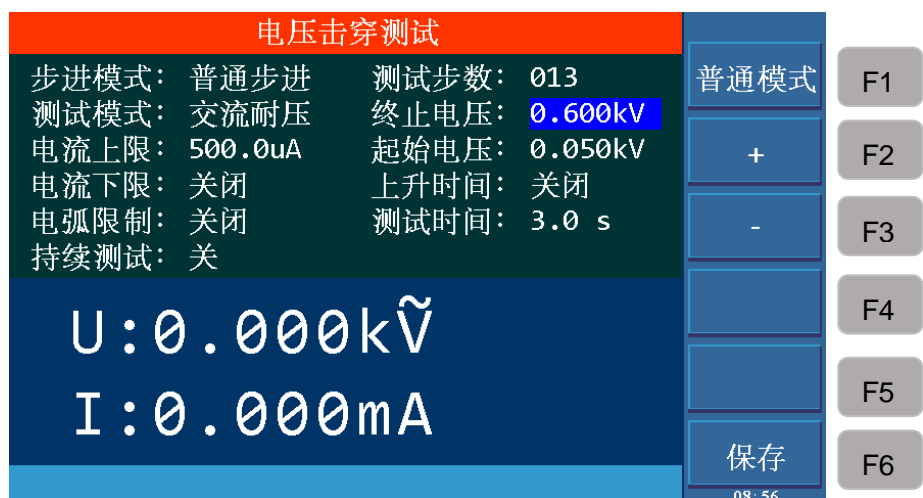 电压击穿测试
步进模式: 普通步进 测试步数: 013
测试模式: 交流耐压 终止电压: 0.600kV
电流上限: 500.0uA 起始电压: 0.050kV
电流下限: 关闭 上升时间: 关闭
电弧限制: 关闭 测试时间: 3.0 s
持续测试: 关
U:0.000kṼ
I:0.000mA
普通模式 F1
+ F2
- F3
F4
F5
保存 F6
08:56